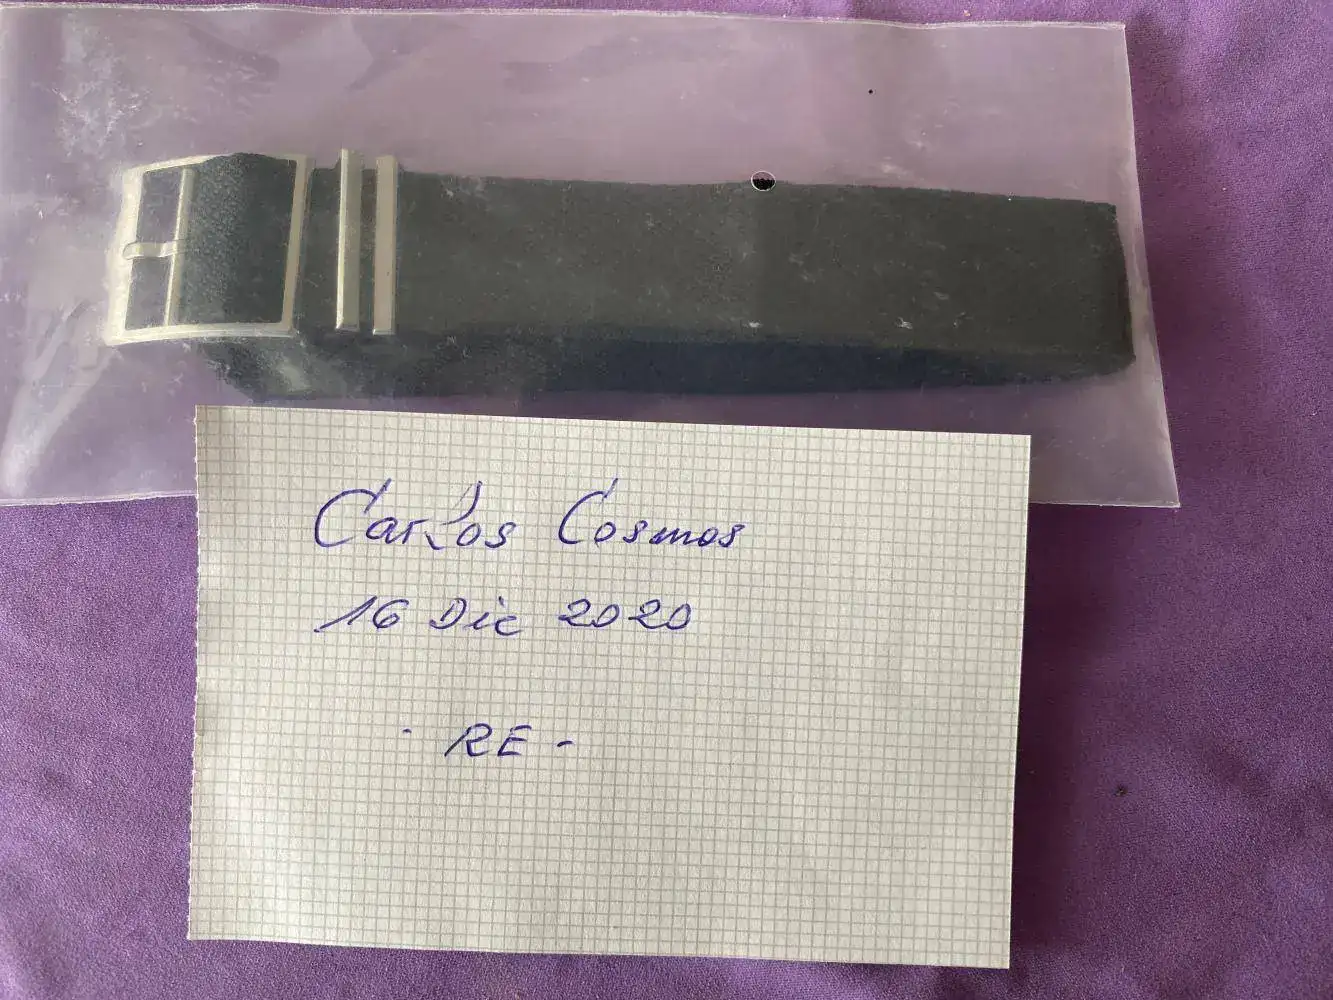 Carlos Cosmos
16 Dic 2020
- RE -